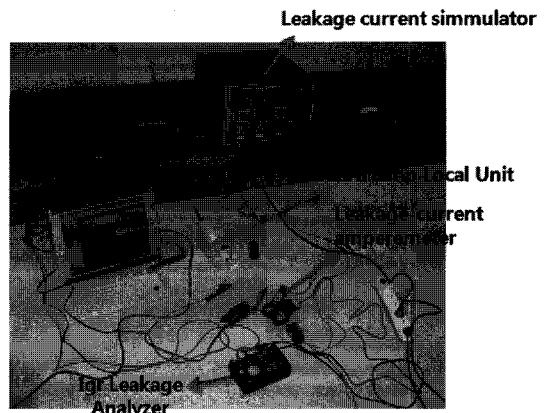 Leakage current simmulator
Local Unit
Leakage current
amperemeter
Igr Leakage
Analyzer